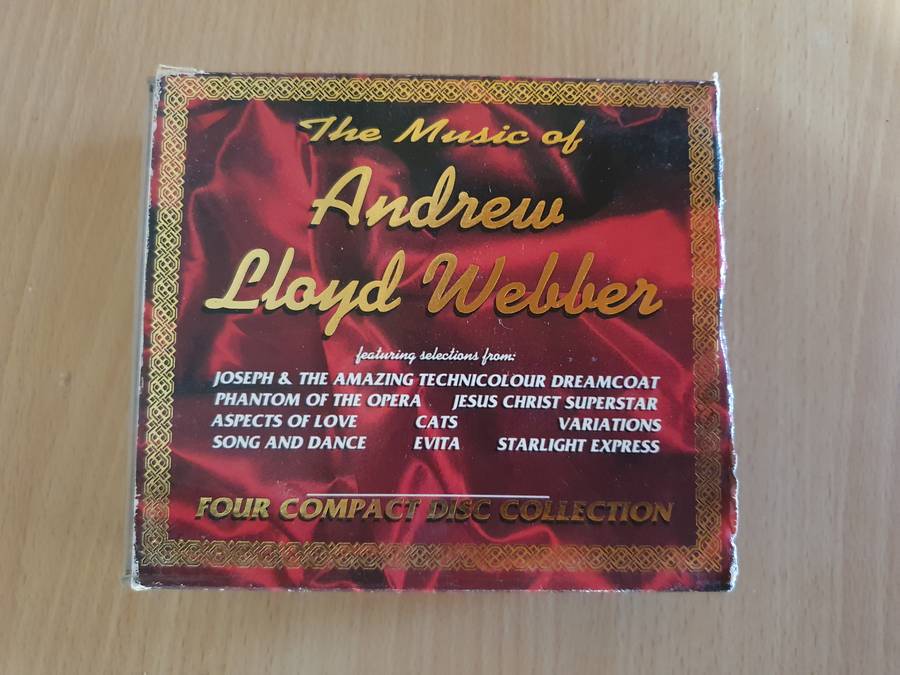 The Music of
Andrew
Lloyd Webber
featuring selections from:
JOSEPH & THE AMAZING TECHNICOLOUR DREAMCOAT
PHANTOM OF THE OPERA JESUS CHRIST SUPERSTAR
ASPECTS OF LOVE CATS VARIATIONS
SONG AND DANCE EVITA STARLIGHT EXPRESS
FOUR COMPACT DISC COLLECTION